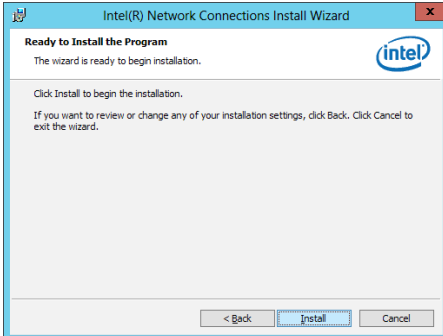 Intel(R) Network Connections Install Wizard
x
Ready to Install the Program
The wizard is ready to begin installation.
intel
Click Install to begin the installation.
If you want to review or change any of your installation settings, click Back. Click Cancel to
exit the wizard.
< Back
Install
Cancel